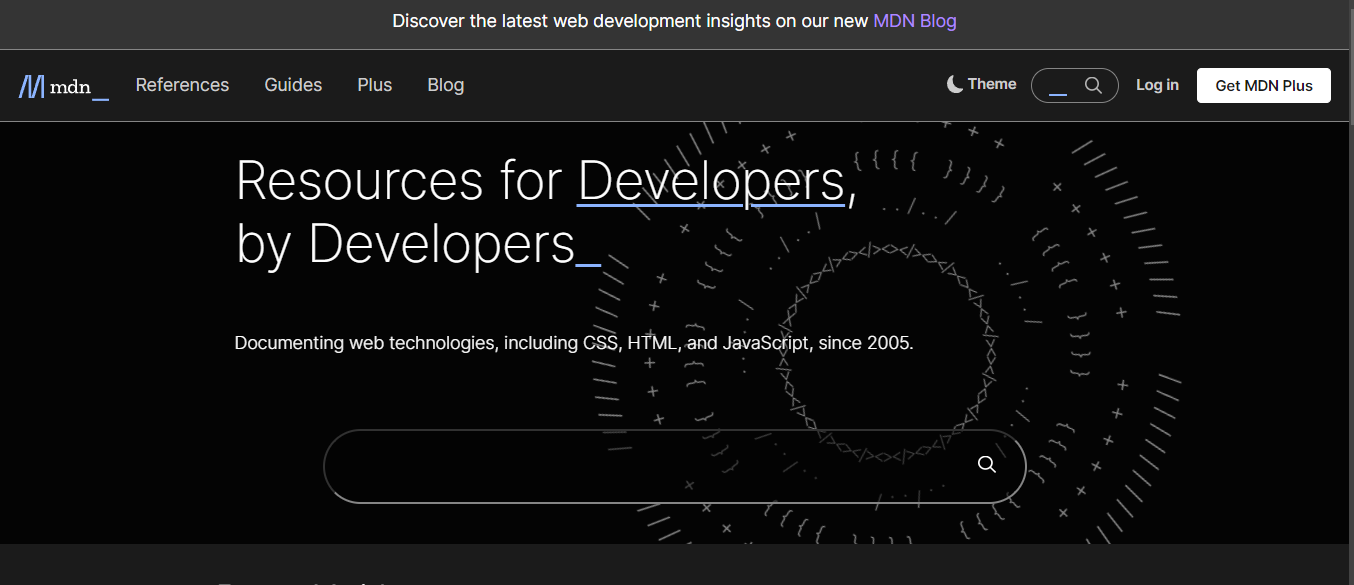 Discover the latest web development insights on our new MDN Blog
mdn_ References Guides Plus Blog Theme _ Log in Get MDN Plus
Resources for Developers,
by Developers_
Documenting web technologies, including CSS, HTML, and JavaScript, since 2005.